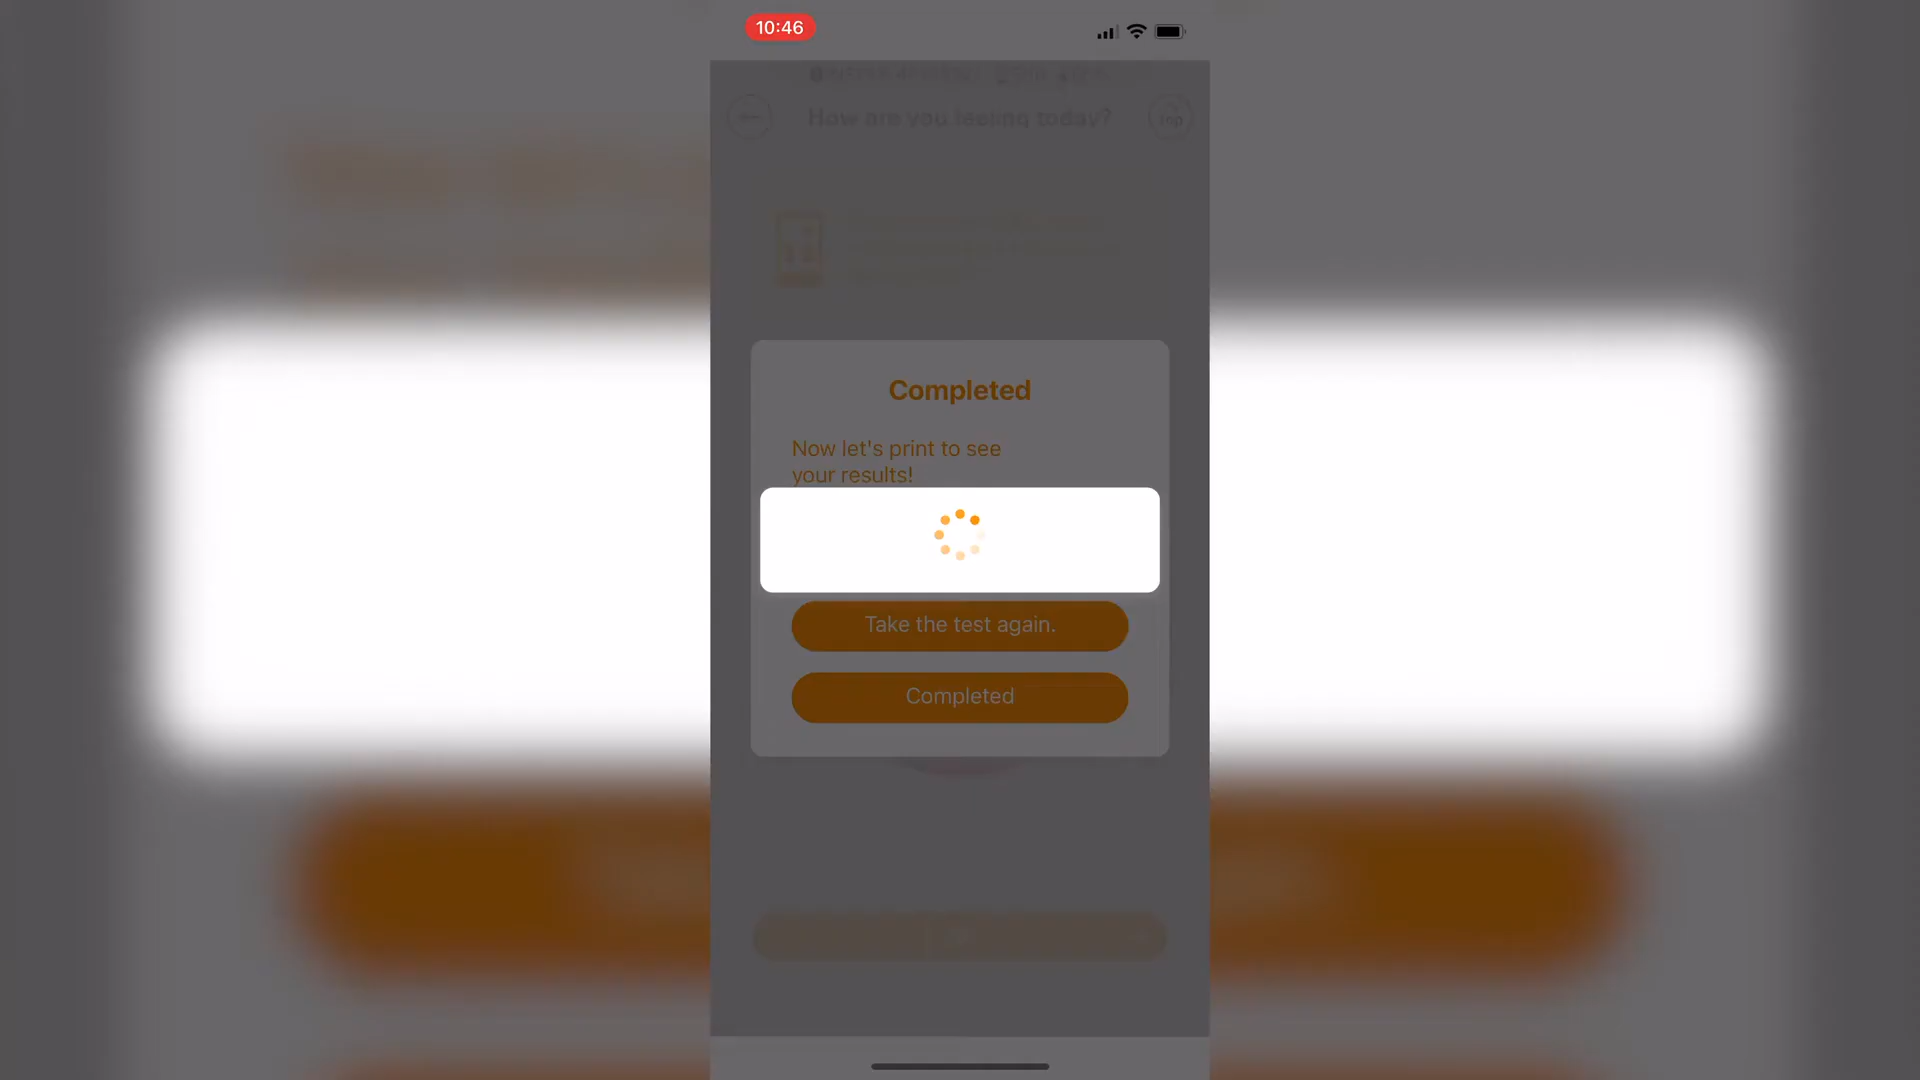 10:46
How are you feeling today?
Top
Completed
Now let's print to see
your results!
Take the test again.
Completed